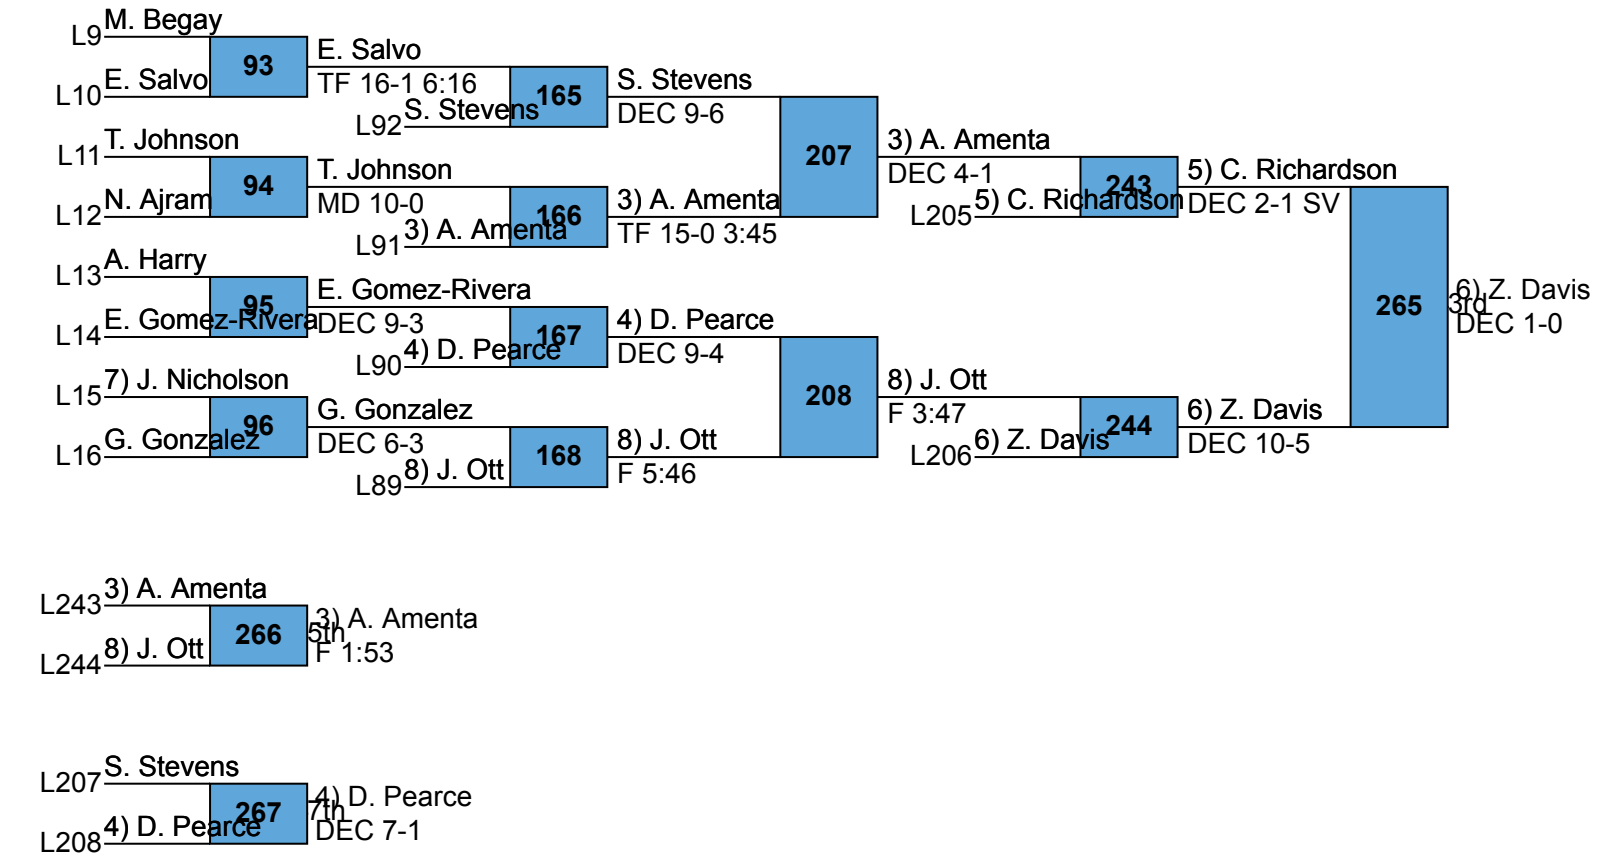 L9 M. Begay
93
L10 E. Salvo
E. Salvo
TF 16-1 6:16
165
L92 S. Stevens
S. Stevens
DEC 9-6
L11 T. Johnson
94
L12 N. Ajram
T. Johnson
MD 10-0
166
L91 3) A. Amenta
3) A. Amenta
TF 15-0 3:45
207
3) A. Amenta
DEC 4-1
243
L205 5) C. Richardson
5) C. Richardson
DEC 2-1 SV
L13 A. Harry
95
L14 E. Gomez-Rivera
E. Gomez-Rivera
DEC 9-3
167
L90 4) D. Pearce
4) D. Pearce
DEC 9-4
L15 7) J. Nicholson
96
L16 G. Gonzalez
G. Gonzalez
DEC 6-3
168
L89 8) J. Ott
8) J. Ott
F 5:46
208
8) J. Ott
F 3:47
244
L206 6) Z. Davis
6) Z. Davis
DEC 10-5
265
3rd
6) Z. Davis
DEC 1-0
L243 3) A. Amenta
266
L244 8) J. Ott
5th
3) A. Amenta
F 1:53
L207 S. Stevens
267
L208 4) D. Pearce
7th
4) D. Pearce
DEC 7-1